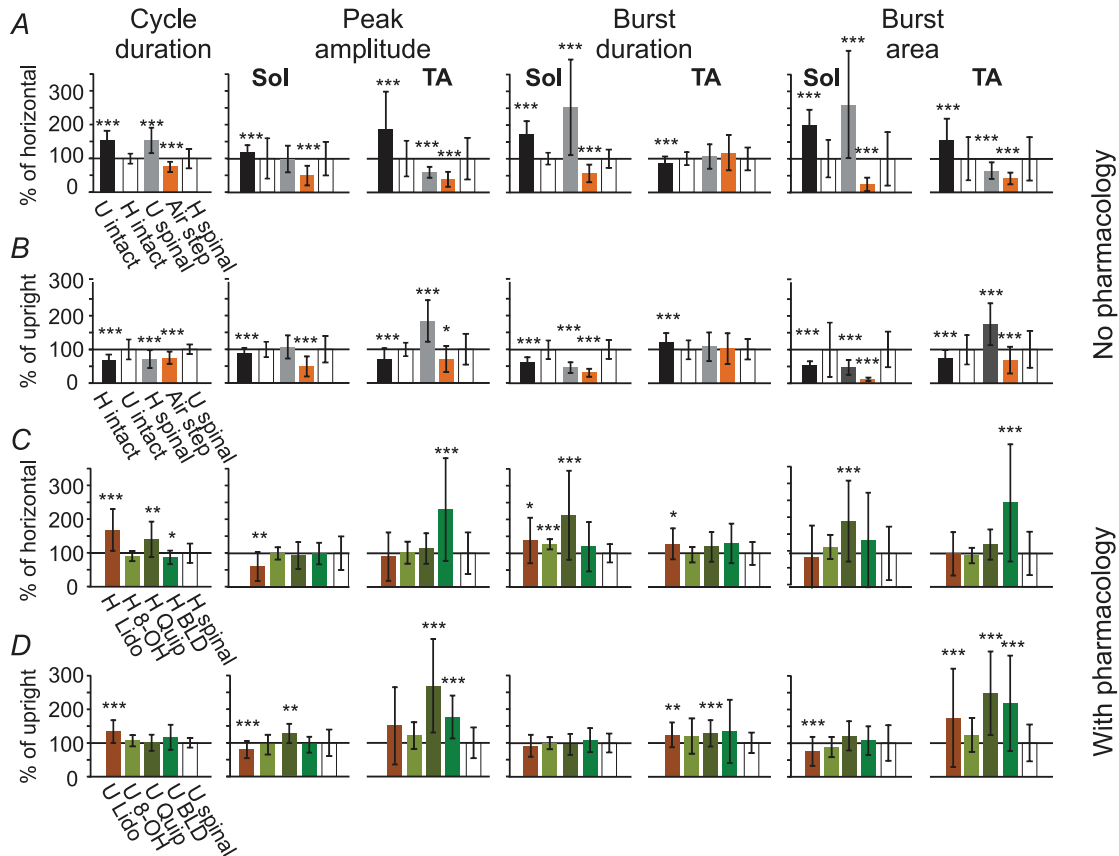 A
Cycle duration
Peak amplitude
Burst duration
Burst area
Sol
TA
Sol
TA
Sol
TA
% of horizontal
300
200
100
0
*** *** ***
*** ***
*** *** ***
*** *** ***
***
*** *** ***
*** *** ***
U intact
H intact
U spinal
Air step
H spinal
No pharmacology
B
% of upright
300
200
100
0
*** *** ***
*** ***
*** *** *
*** *** ***
***
*** *** ***
*** *** ***
H intact
U intact
H spinal
Air step
U spinal
C
% of horizontal
300
200
100
0
*** ** *
**
***
* *** ***
*
***
***
H Lido
H 8-OH
H Quip
H BLD
H spinal
With pharmacology
D
% of upright
300
200
100
0
***
*** **
*** ***
** ***
***
*** *** ***
U Lido
U 8-OH
U Quip
U BLD
U spinal